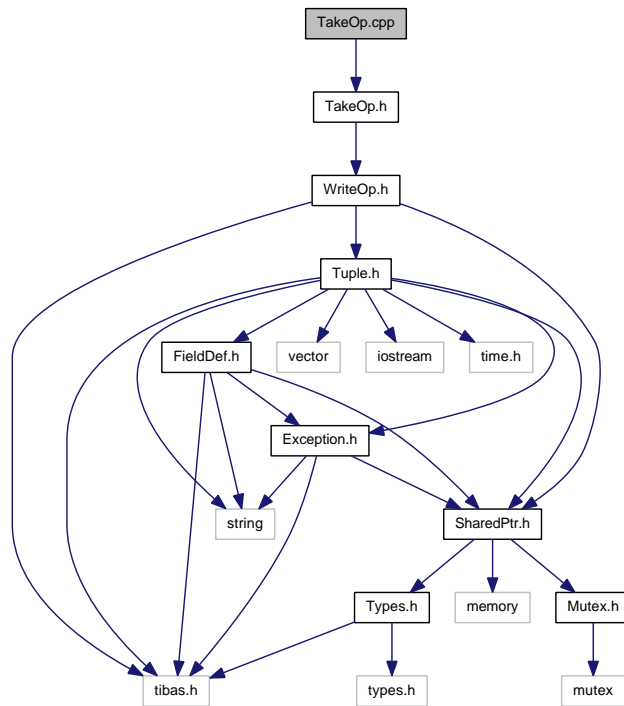 TakeOp.cpp
TakeOp.h
WriteOp.h
Tuple.h
FieldDef.h
vector
iostream
time.h
Exception.h
string
SharedPtr.h
Types.h
memory
Mutex.h
tibas.h
types.h
mutex